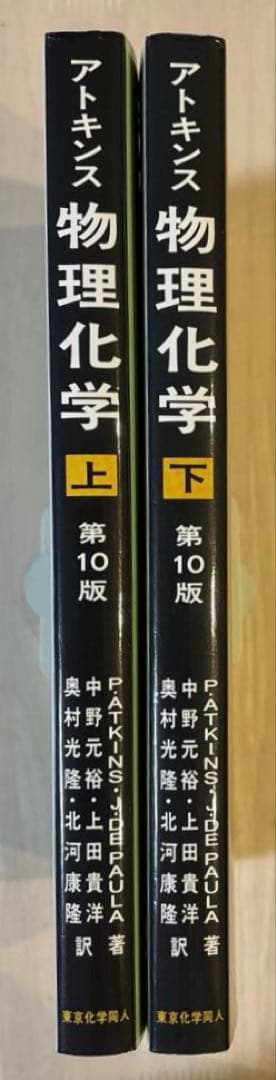 アトキンス
物理化学
上
第10版
P.ATKINS・J.DE PAULA 著
中野元裕・上田貴洋
奥村光隆・北河康隆 訳
東京化学同人
アトキンス
物理化学
下
第10版
P.ATKINS・J.DE PAULA 著
中野元裕・上田貴洋
奥村光隆・北河康隆 訳
東京化学同人